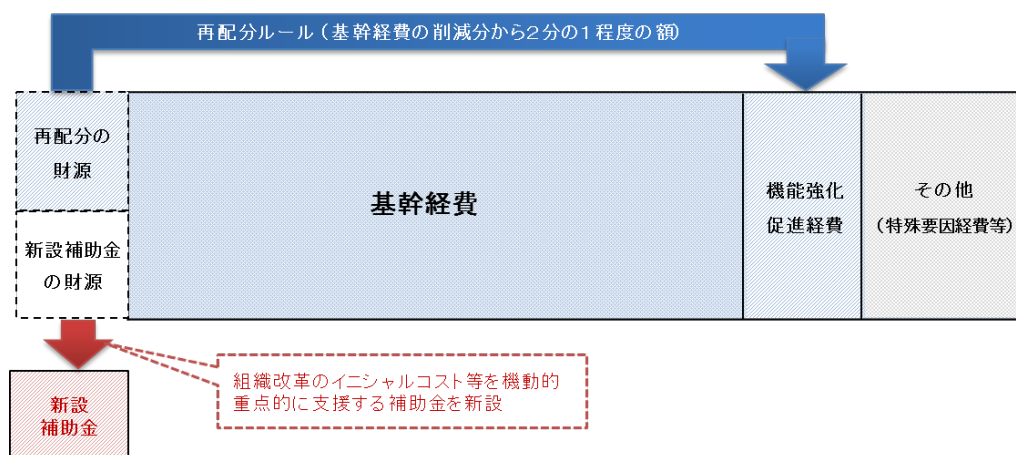 再配分ルール（基幹経費の削減分から2分の1程度の額）
再配分の
財源
新設補助金
の財源
基幹経費
機能強化
促進経費
その他
（特殊要因経費等）
組織改革のイニシャルコスト等を機動的
重点的に支援する補助金を新設
新設
補助金